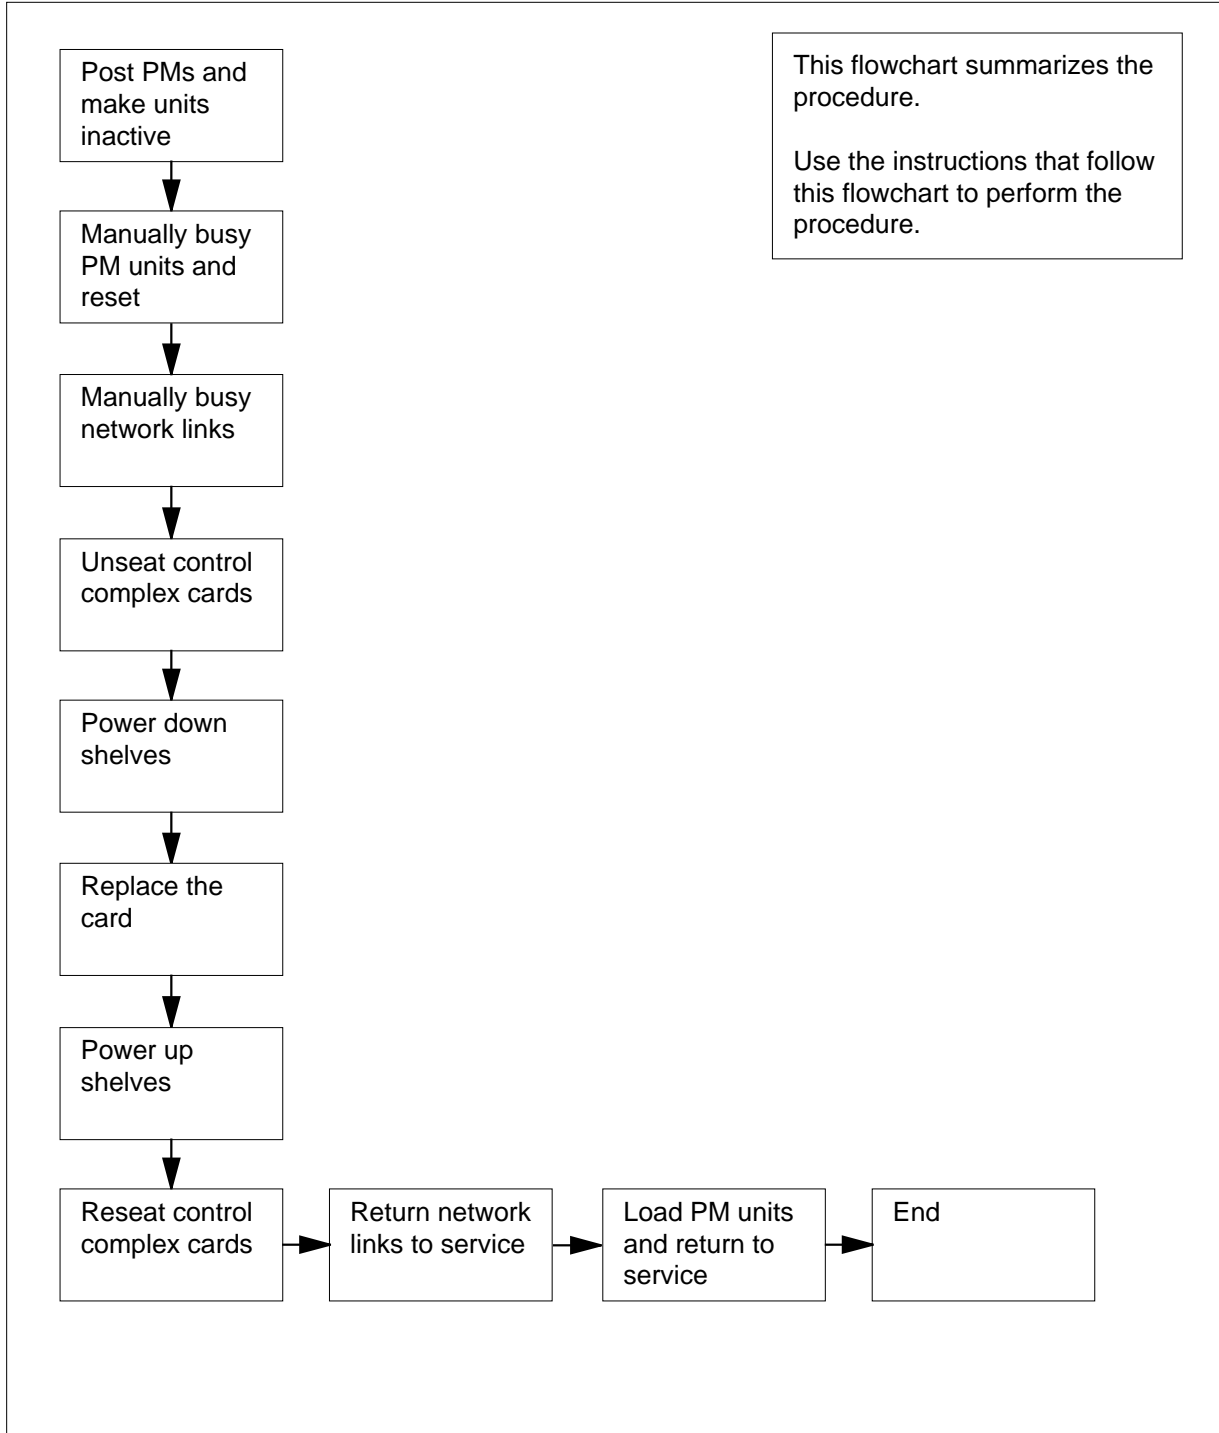 Post PMs and
make units
inactive
This flowchart summarizes the
procedure.
Use the instructions that follow
this flowchart to perform the
procedure.
Manually busy
PM units and
reset
Manually busy
network links
Unseat control
complex cards
Power down
shelves
Replace the
card
Power up
shelves
Reseat control
complex cards
Return network
links to service
Load PM units
and return to
service
End